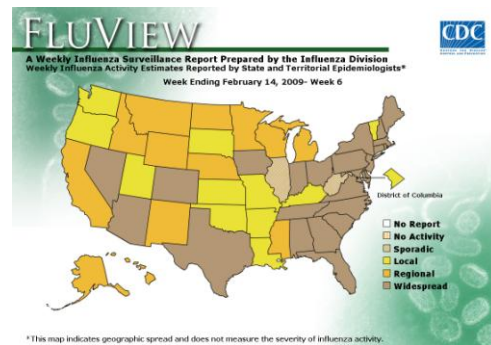 FLUVIEW
CDC
A Weekly Influenza Surveillance Report Prepared by the Influenza Division
Weekly Influenza Activity Estimates Reported by State and Territorial Epidemiologists*
Week Ending February 14, 2009- Week 6
District of Columbia
No Report
No Activity
Sporadic
Local
Regional
Widespread
*This map indicates geographic spread and does not measure the severity of influenza activity.